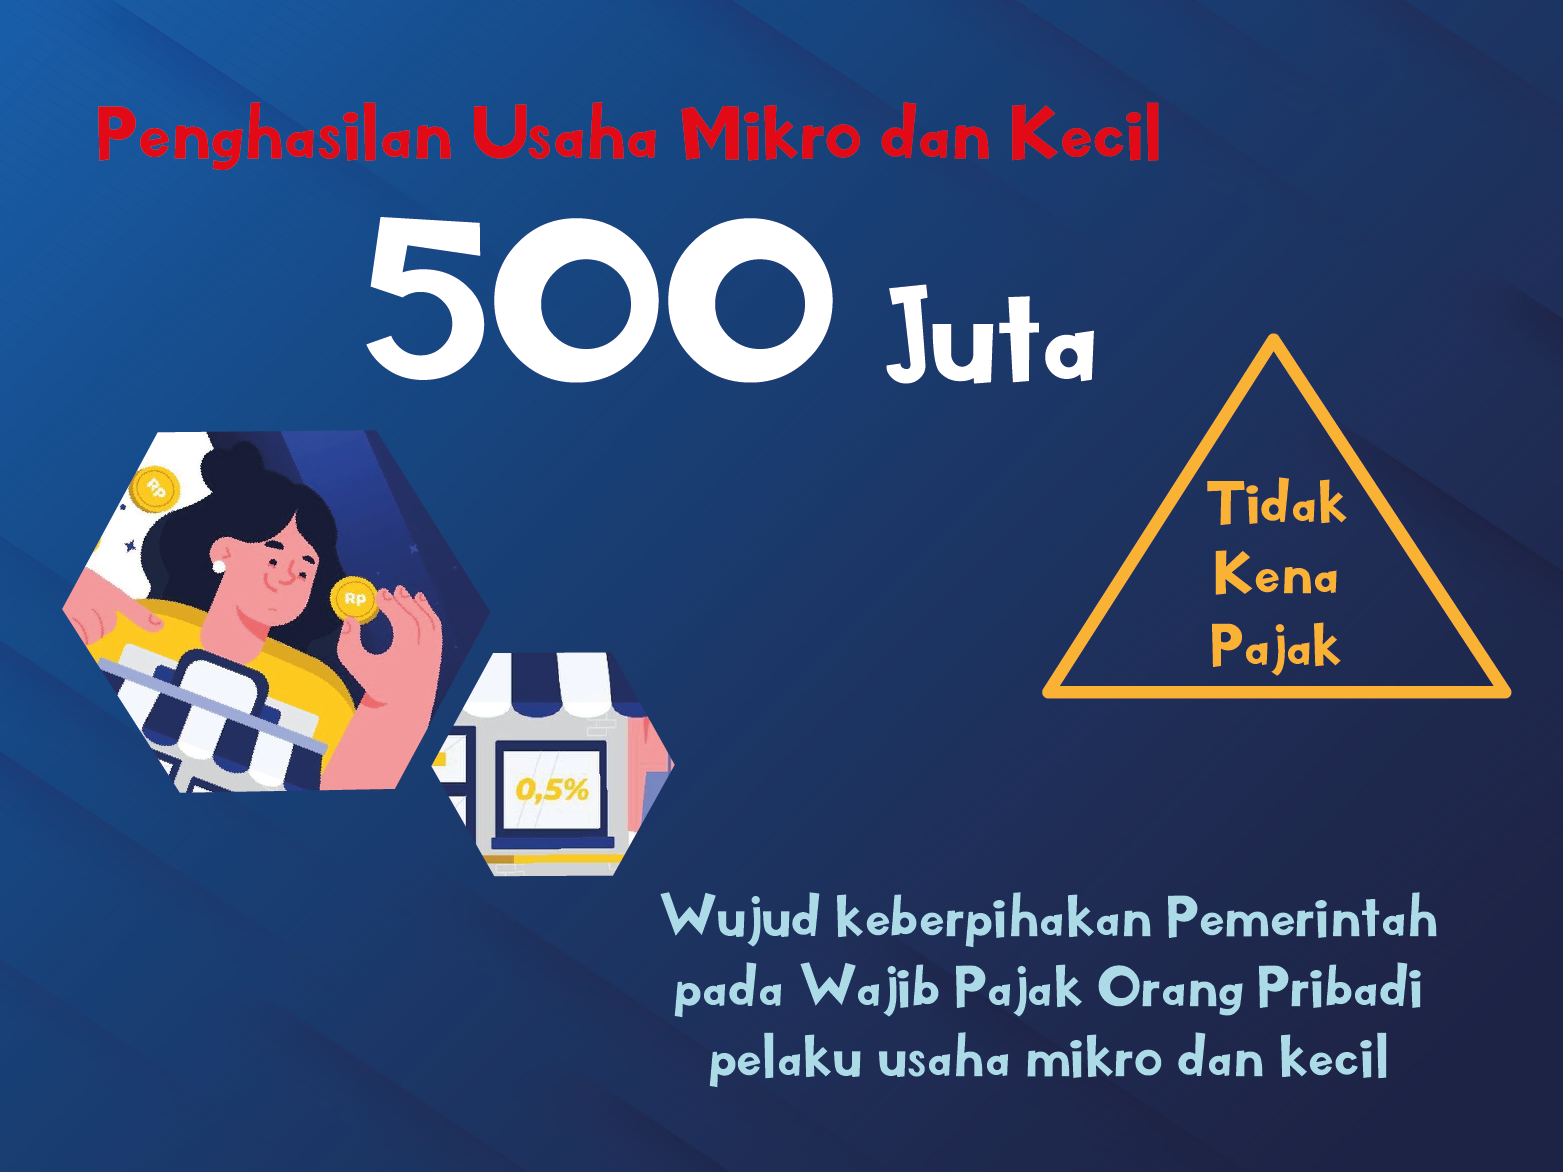 Penghasilan Usaha Mikro dan Kecil
500 Juta
Tidak
Kena
Pajak
Rp
Rp
0,5%
Wujud keberpihakan Pemerintah
pada Wajib Pajak Orang Pribadi
pelaku usaha mikro dan kecil